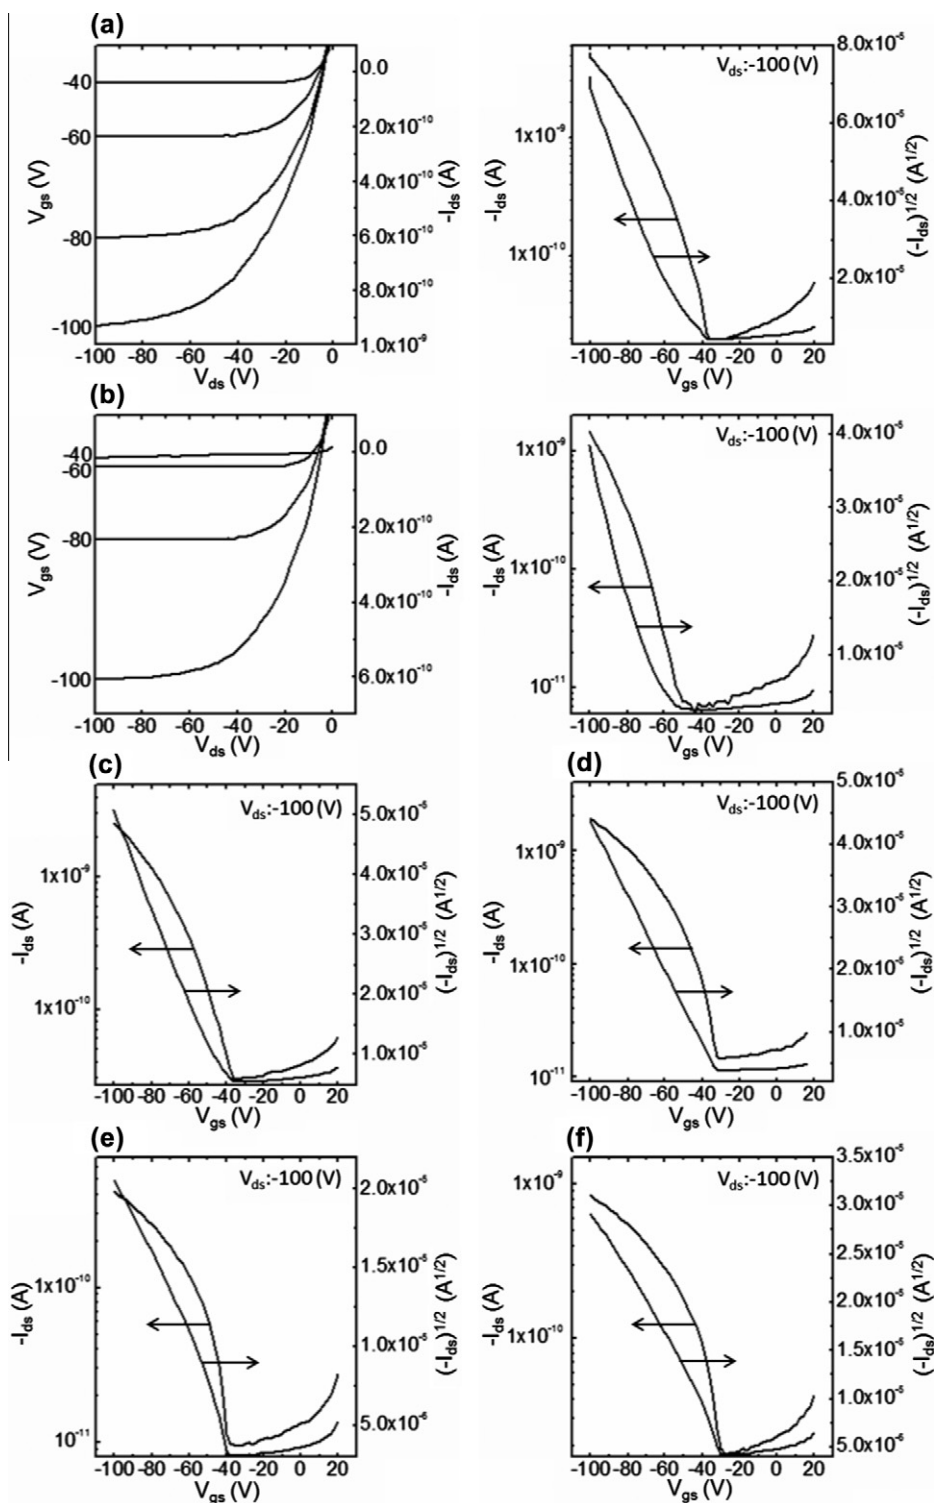 (a)
V_gs (V)
-40
-60
-80
-100
0.0
2.0x10^-10
4.0x10^-10
6.0x10^-10
8.0x10^-10
1.0x10^-9
-I_ds (A)
-100 -80 -60 -40 -20 0
V_ds (V)
V_ds:-100 (V)
-I_ds (A)
1x10^-9
1x10^-10
8.0x10^-5
6.0x10^-5
4.0x10^-5
2.0x10^-5
(-I_ds)^1/2 (A^1/2)
-100 -80 -60 -40 -20 0 20
V_gs (V)
(b)
V_gs (V)
-40
-60
-80
-100
0.0
2.0x10^-10
4.0x10^-10
6.0x10^-10
-I_ds (A)
-100 -80 -60 -40 -20 0
V_ds (V)
V_ds:-100 (V)
-I_ds (A)
1x10^-9
1x10^-10
10^-11
4.0x10^-5
3.0x10^-5
2.0x10^-5
1.0x10^-5
(-I_ds)^1/2 (A^1/2)
-100 -80 -60 -40 -20 0 20
V_gs (V)
(c)
V_ds:-100 (V)
-I_ds (A)
1x10^-9
1x10^-10
5.0x10^-5
4.0x10^-5
3.0x10^-5
2.0x10^-5
1.0x10^-5
(-I_ds)^1/2 (A^1/2)
-100 -80 -60 -40 -20 0 20
V_gs (V)
(d)
V_ds:-100 (V)
-I_ds (A)
1x10^-9
1x10^-10
1x10^-11
5.0x10^-5
4.0x10^-5
3.0x10^-5
2.0x10^-5
1.0x10^-5
(-I_ds)^1/2 (A^1/2)
-100 -80 -60 -40 -20 0 20
V_gs (V)
(e)
V_ds:-100 (V)
-I_ds (A)
1x10^-10
10^-11
2.0x10^-5
1.5x10^-5
1.0x10^-5
5.0x10^-6
(-I_ds)^1/2 (A^1/2)
-100 -80 -60 -40 -20 0 20
V_gs (V)
(f)
V_ds:-100 (V)
-I_ds (A)
1x10^-9
1x10^-10
3.5x10^-5
3.0x10^-5
2.5x10^-5
2.0x10^-5
1.5x10^-5
1.0x10^-5
5.0x10^-6
(-I_ds)^1/2 (A^1/2)
-100 -80 -60 -40 -20 0 20
V_gs (V)